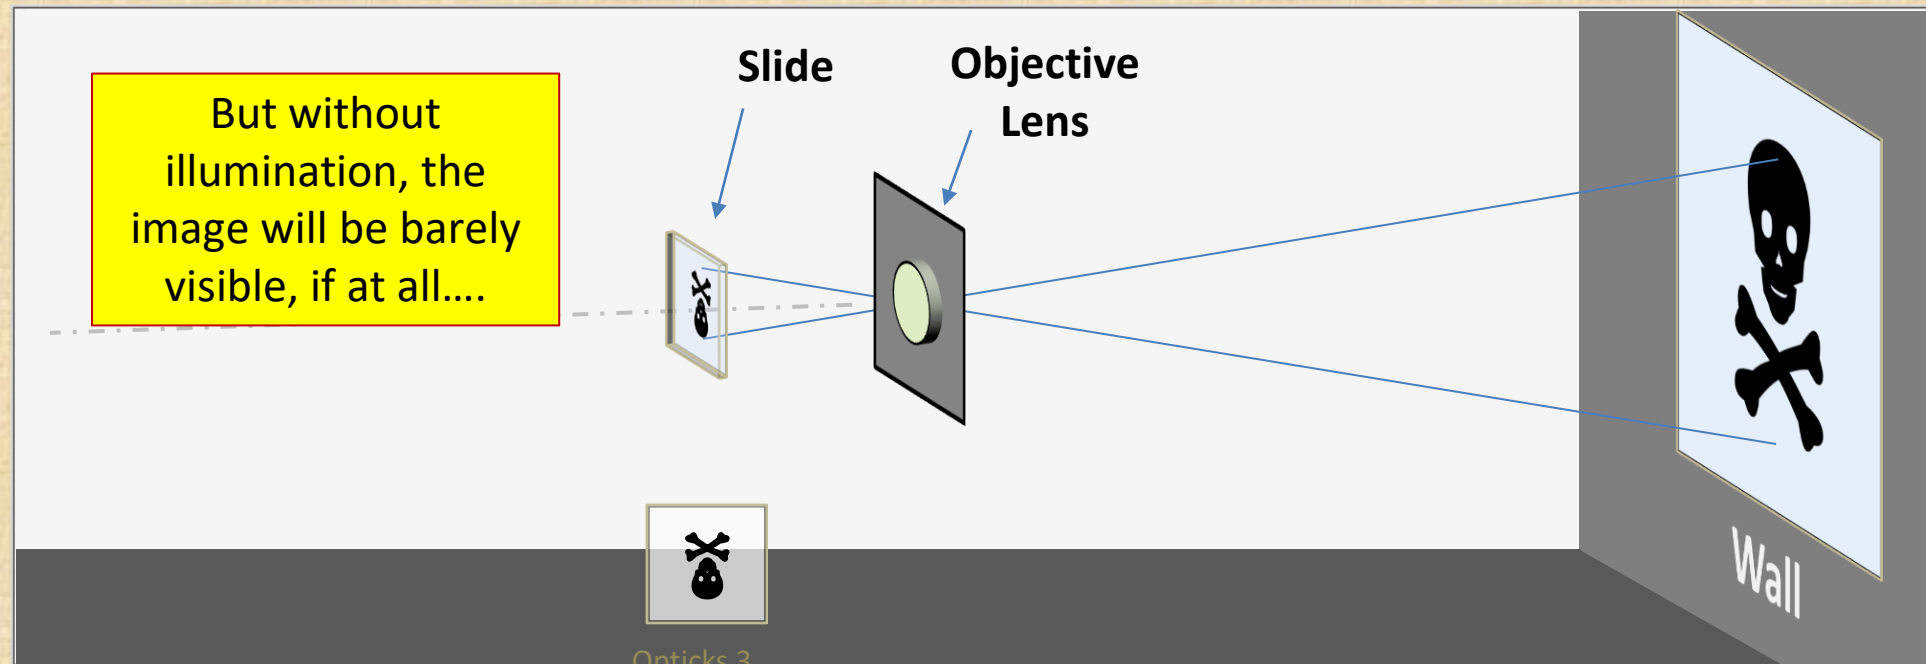 But without
illumination, the
image will be barely
visible, if at all….
Slide
Objective
Lens
Wall
Opticks 3